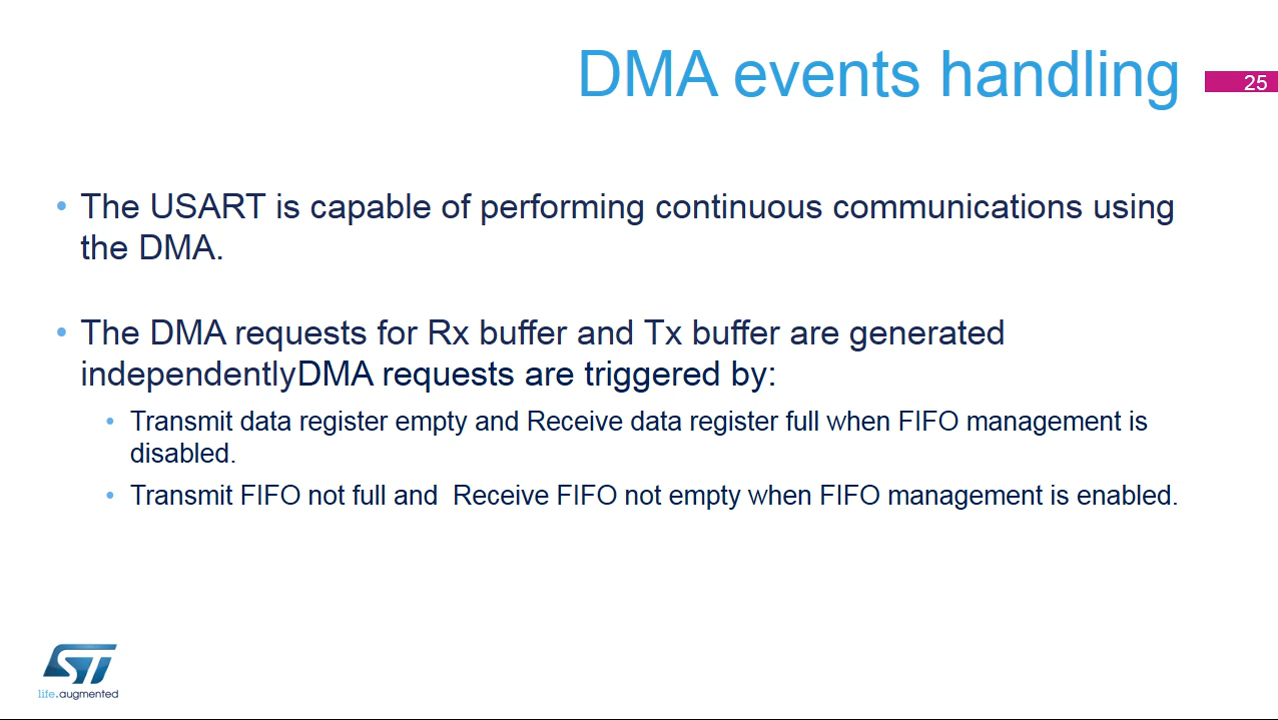 DMA events handling
25
• The USART is capable of performing continuous communications using
the DMA.
• The DMA requests for Rx buffer and Tx buffer are generated
independentlyDMA requests are triggered by:
• Transmit data register empty and Receive data register full when FIFO management is
disabled.
• Transmit FIFO not full and  Receive FIFO not empty when FIFO management is enabled.
ST
life.augmented